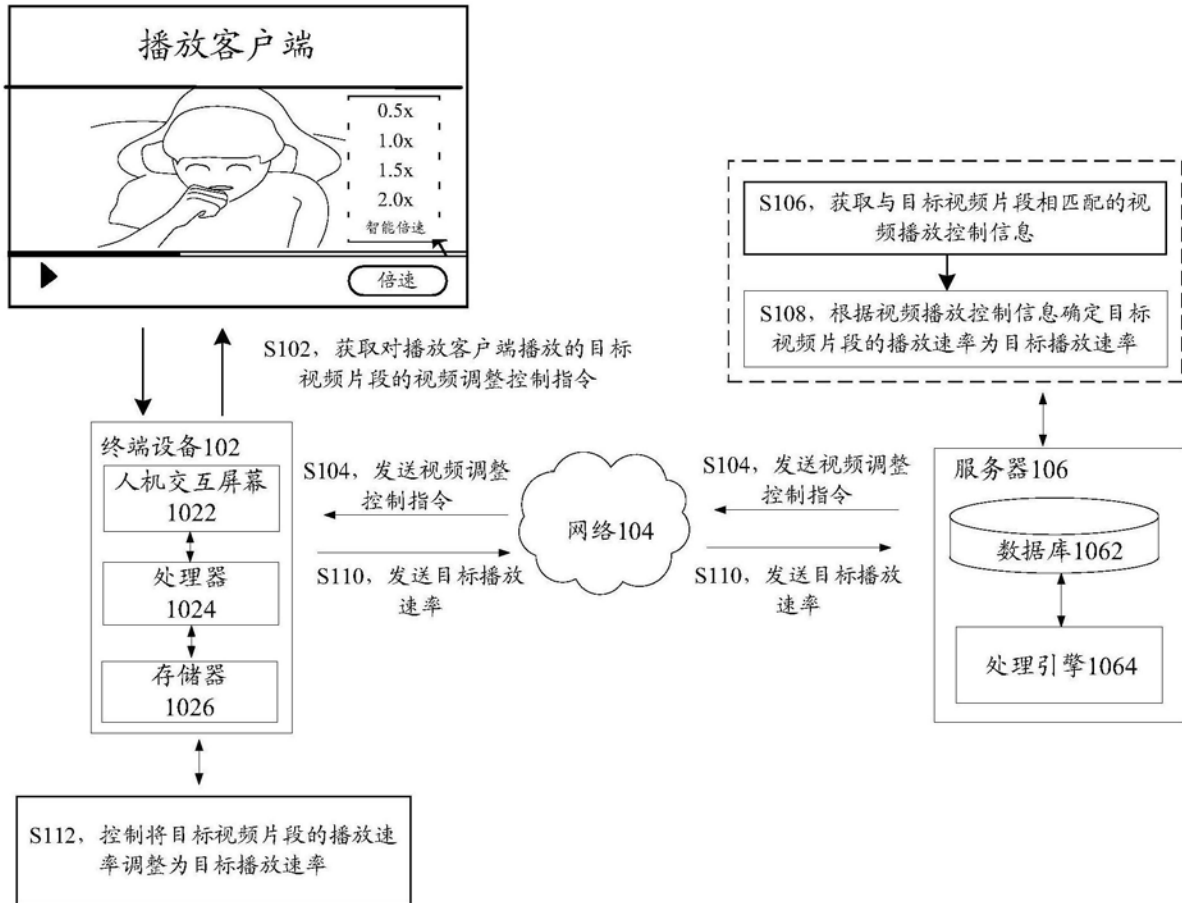 播放客户端
0.5x
1.0x
1.5x
2.0x
智能倍速
倍速
S102，获取对播放客户端播放的目标
视频片段的视频调整控制指令
终端设备102
人机交互屏幕
1022
处理器
1024
存储器
1026
S112，控制将目标视频片段的播放速
率调整为目标播放速率
S104，发送视频调整
控制指令
S110，发送目标播放
速率
网络104
S104，发送视频调整
控制指令
S110，发送目标播放
速率
S106，获取与目标视频片段相匹配的视
频播放控制信息
S108，根据视频播放控制信息确定目标
视频片段的播放速率为目标播放速率
服务器106
数据库1062
处理引擎1064